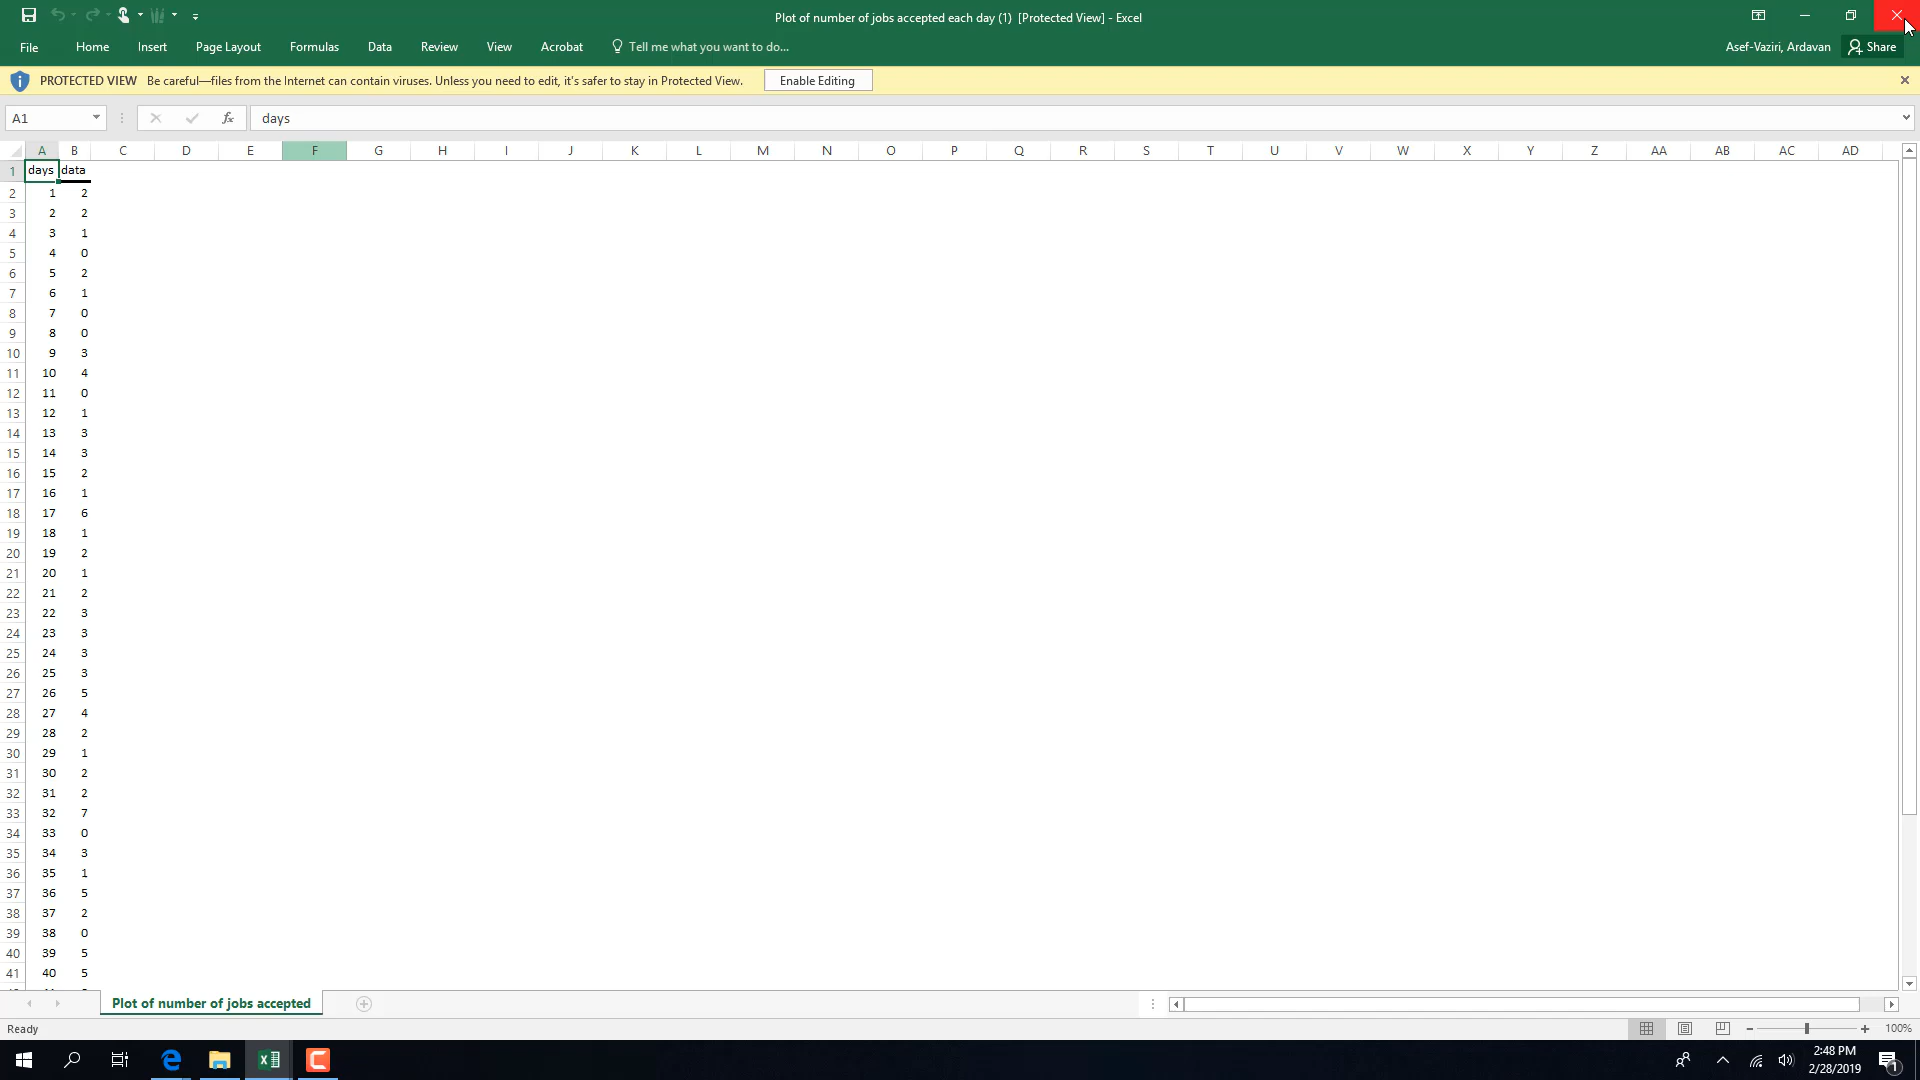 Plot of number of jobs accepted each day (1) [Protected View] - Excel
File Home Insert Page Layout Formulas Data Review View Acrobat Tell me what you want to do... Asef-Vaziri, Ardavan Share
PROTECTED VIEW Be careful—files from the Internet can contain viruses. Unless you need to edit, it's safer to stay in Protected View. Enable Editing
A1 fx days
A B C D E F G H I J K L M N O P Q R S T U V W X Y Z AA AB AC AD
1 days data
2 1 2
3 2 2
4 3 1
5 4 0
6 5 2
7 6 1
8 7 0
9 8 0
10 9 3
11 10 4
12 11 0
13 12 1
14 13 3
15 14 3
16 15 2
17 16 1
18 17 6
19 18 1
20 19 2
21 20 1
22 21 2
23 22 3
24 23 3
25 24 3
26 25 3
27 26 5
28 27 4
29 28 2
30 29 1
31 30 2
32 31 2
33 32 7
34 33 0
35 34 3
36 35 1
37 36 5
38 37 2
39 38 0
40 39 5
41 40 5
Plot of number of jobs accepted
Ready 100%
2:48 PM
2/28/2019 1